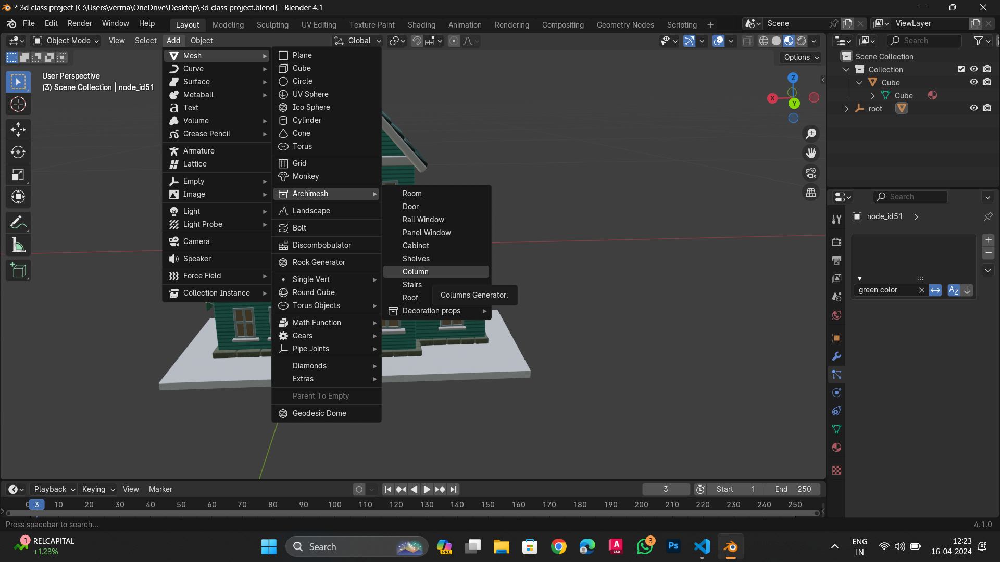 * 3d class project [C:\Users\verma\OneDrive\Desktop\3d class project.blend] - Blender 4.1
File Edit Render Window Help
Layout Modeling Sculpting UV Editing Texture Paint Shading Animation Rendering Compositing Geometry Nodes Scripting +
Scene
ViewLayer
Object Mode View Select Add Object
Global
Search
Options
User Perspective
(3) Scene Collection | node_id51
Mesh
Curve
Surface
Metaball
Text
Volume
Grease Pencil
Armature
Lattice
Empty
Image
Light
Light Probe
Camera
Speaker
Force Field
Collection Instance
Plane
Cube
Circle
UV Sphere
Ico Sphere
Cylinder
Cone
Torus
Grid
Monkey
Archimesh
Landscape
Bolt
Discombobulator
Rock Generator
Single Vert
Round Cube
Torus Objects
Math Function
Gears
Pipe Joints
Diamonds
Extras
Parent To Empty
Geodesic Dome
Room
Door
Rail Window
Panel Window
Cabinet
Shelves
Column
Stairs
Roof
Decoration props
Columns Generator.
Z
X
Y
Scene Collection
Collection
Cube
Cube
root
Search
node_id51
green color
AZ
Playback Keying View Marker
3
Start 1
End 250
0 3 10 20 30 40 50 60 70 80 90 100 110 120 130 140 150 160 170 180 190 200 210 220 230 240 250
Press spacebar to search...
4.1.0
1
RELCAPITAL
+1.23%
Search
PRE
A
CAD
3
Ps
ENG
IN
12:23
16-04-2024